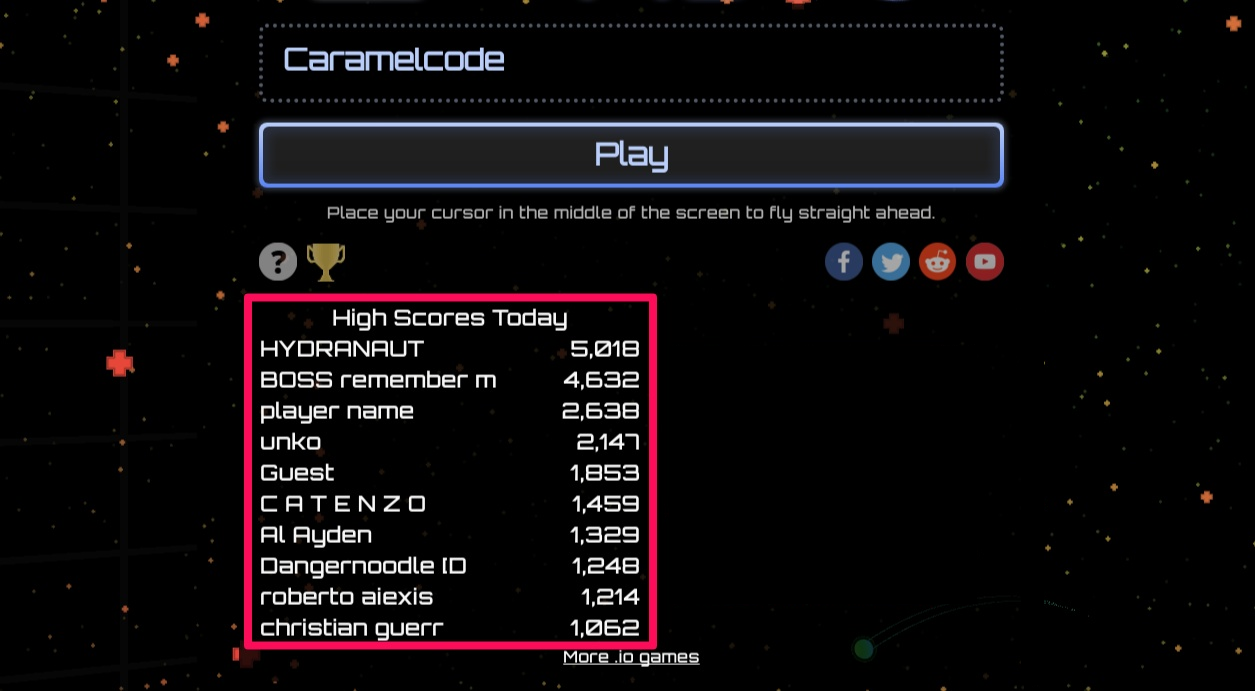 Caramelcode
Play
Place your cursor in the middle of the screen to fly straight ahead.
?
High Scores Today
HYDRANAUT 5,018
BOSS remember m 4,632
player name 2,638
unko 2,147
Guest 1,853
C A T E N Z O 1,459
Al Ayden 1,329
Dangernoodle ID 1,248
roberto aiexis 1,214
christian guerr 1,062
More .io games